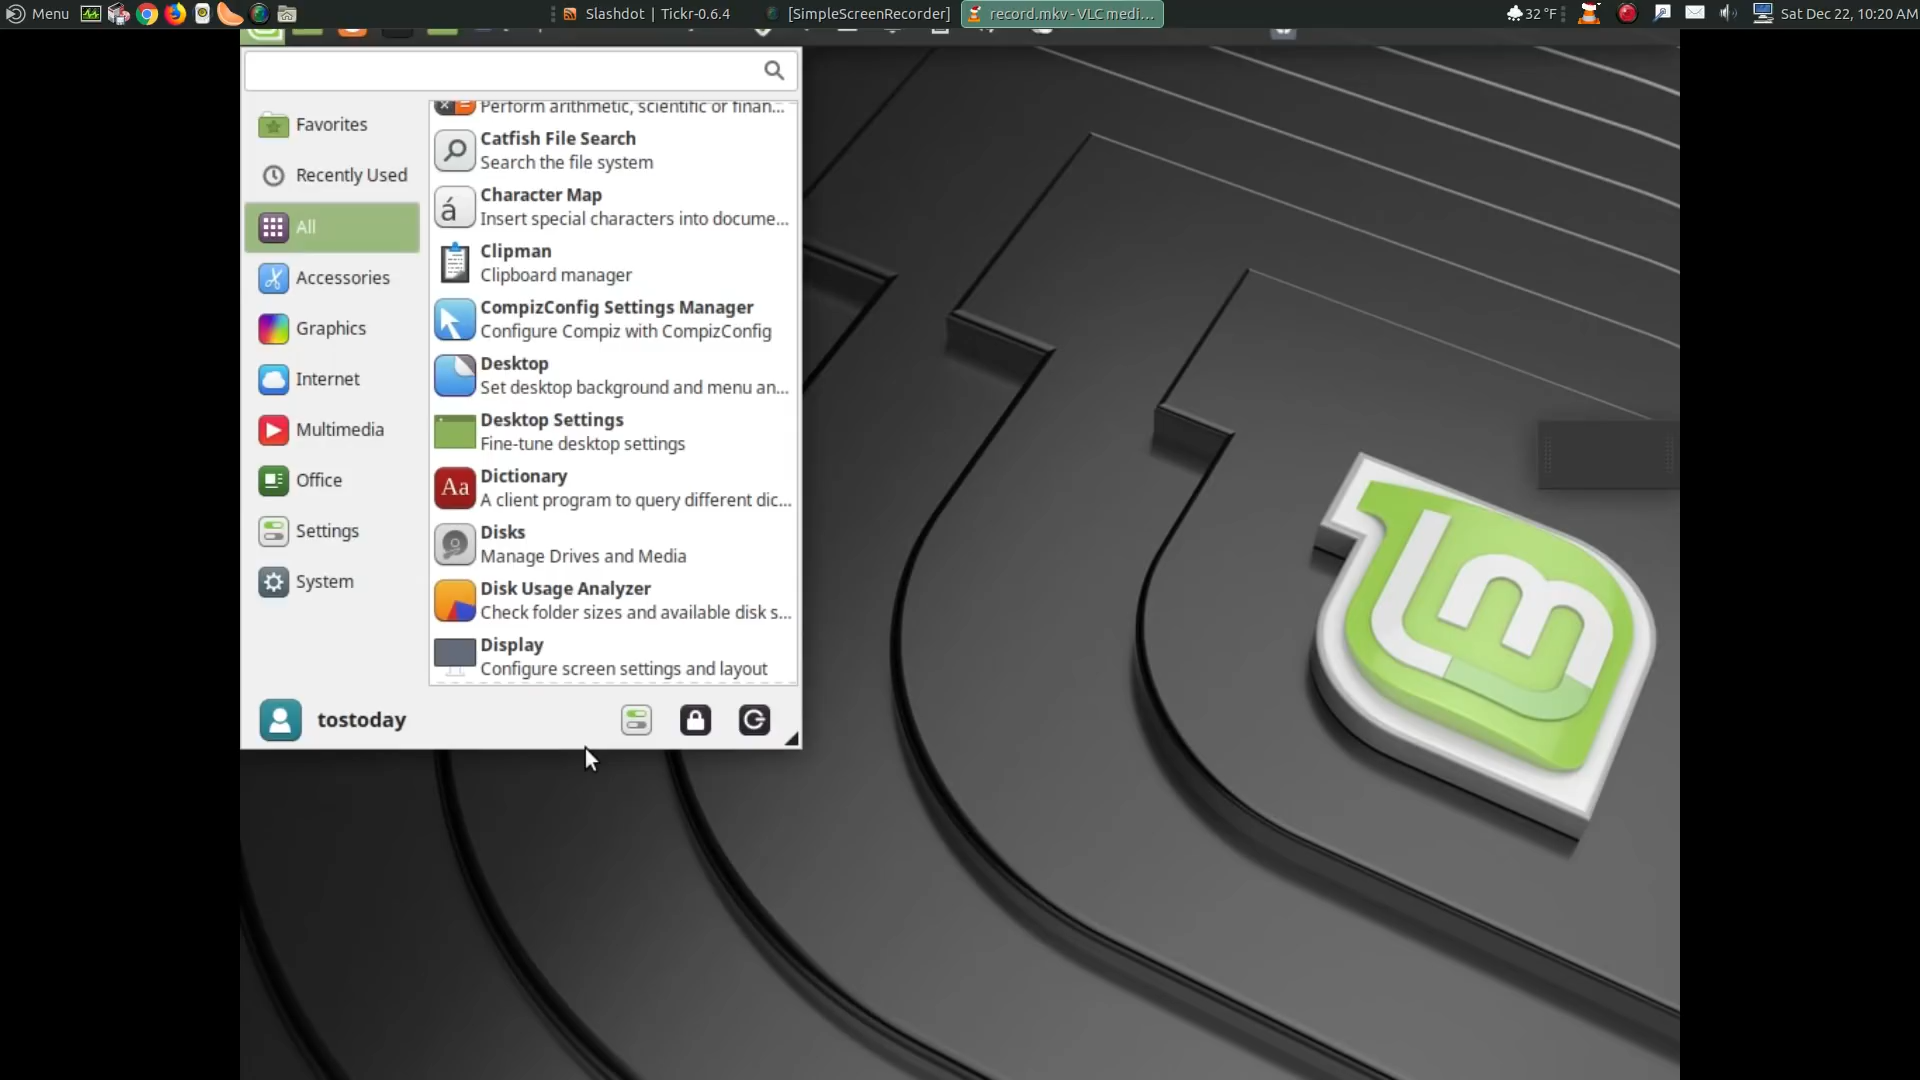 Menu
Slashdot | Tickr-0.6.4
[SimpleScreenRecorder]
record.mkv - VLC medi...
32 °F
Sat Dec 22, 10:20 AM
Favorites
Recently Used
All
Accessories
Graphics
Internet
Multimedia
Office
Settings
System
Perform arithmetic, scientific or finan...
Catfish File Search
Search the file system
Character Map
Insert special characters into docume...
Clipman
Clipboard manager
CompizConfig Settings Manager
Configure Compiz with CompizConfig
Desktop
Set desktop background and menu an...
Desktop Settings
Fine-tune desktop settings
Aa
Dictionary
A client program to query different dic...
Disks
Manage Drives and Media
Disk Usage Analyzer
Check folder sizes and available disk s...
Display
Configure screen settings and layout
tostoday